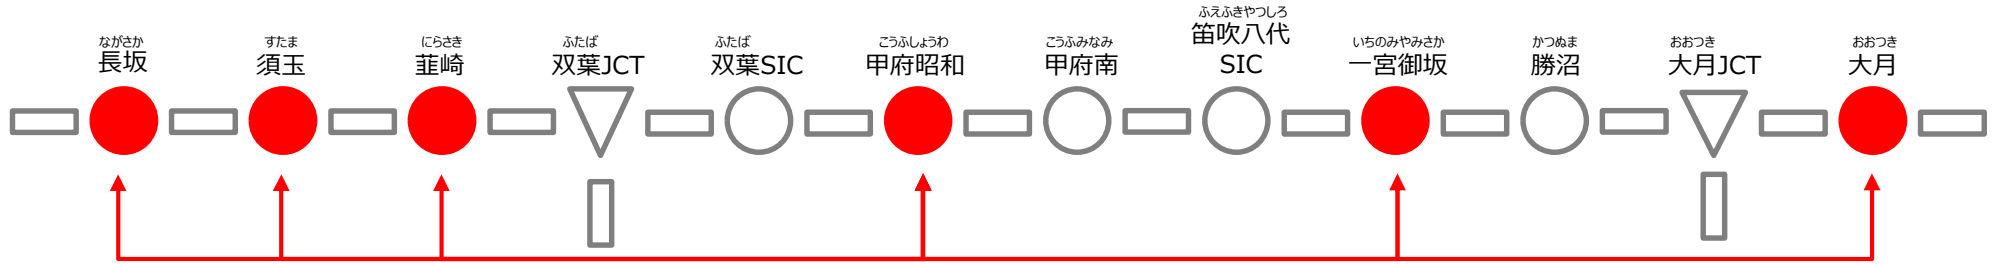 ながさか
長坂
すたま
須玉
にらさき
韮崎
ふたば
双葉JCT
ふたば
双葉SIC
こうふしょうわ
甲府昭和
こうふみなみ
甲府南
ふえふきやつしろ
笛吹八代
SIC
いちのみやみさか
一宮御坂
かつぬま
勝沼
おおつき
大月JCT
おおつき
大月